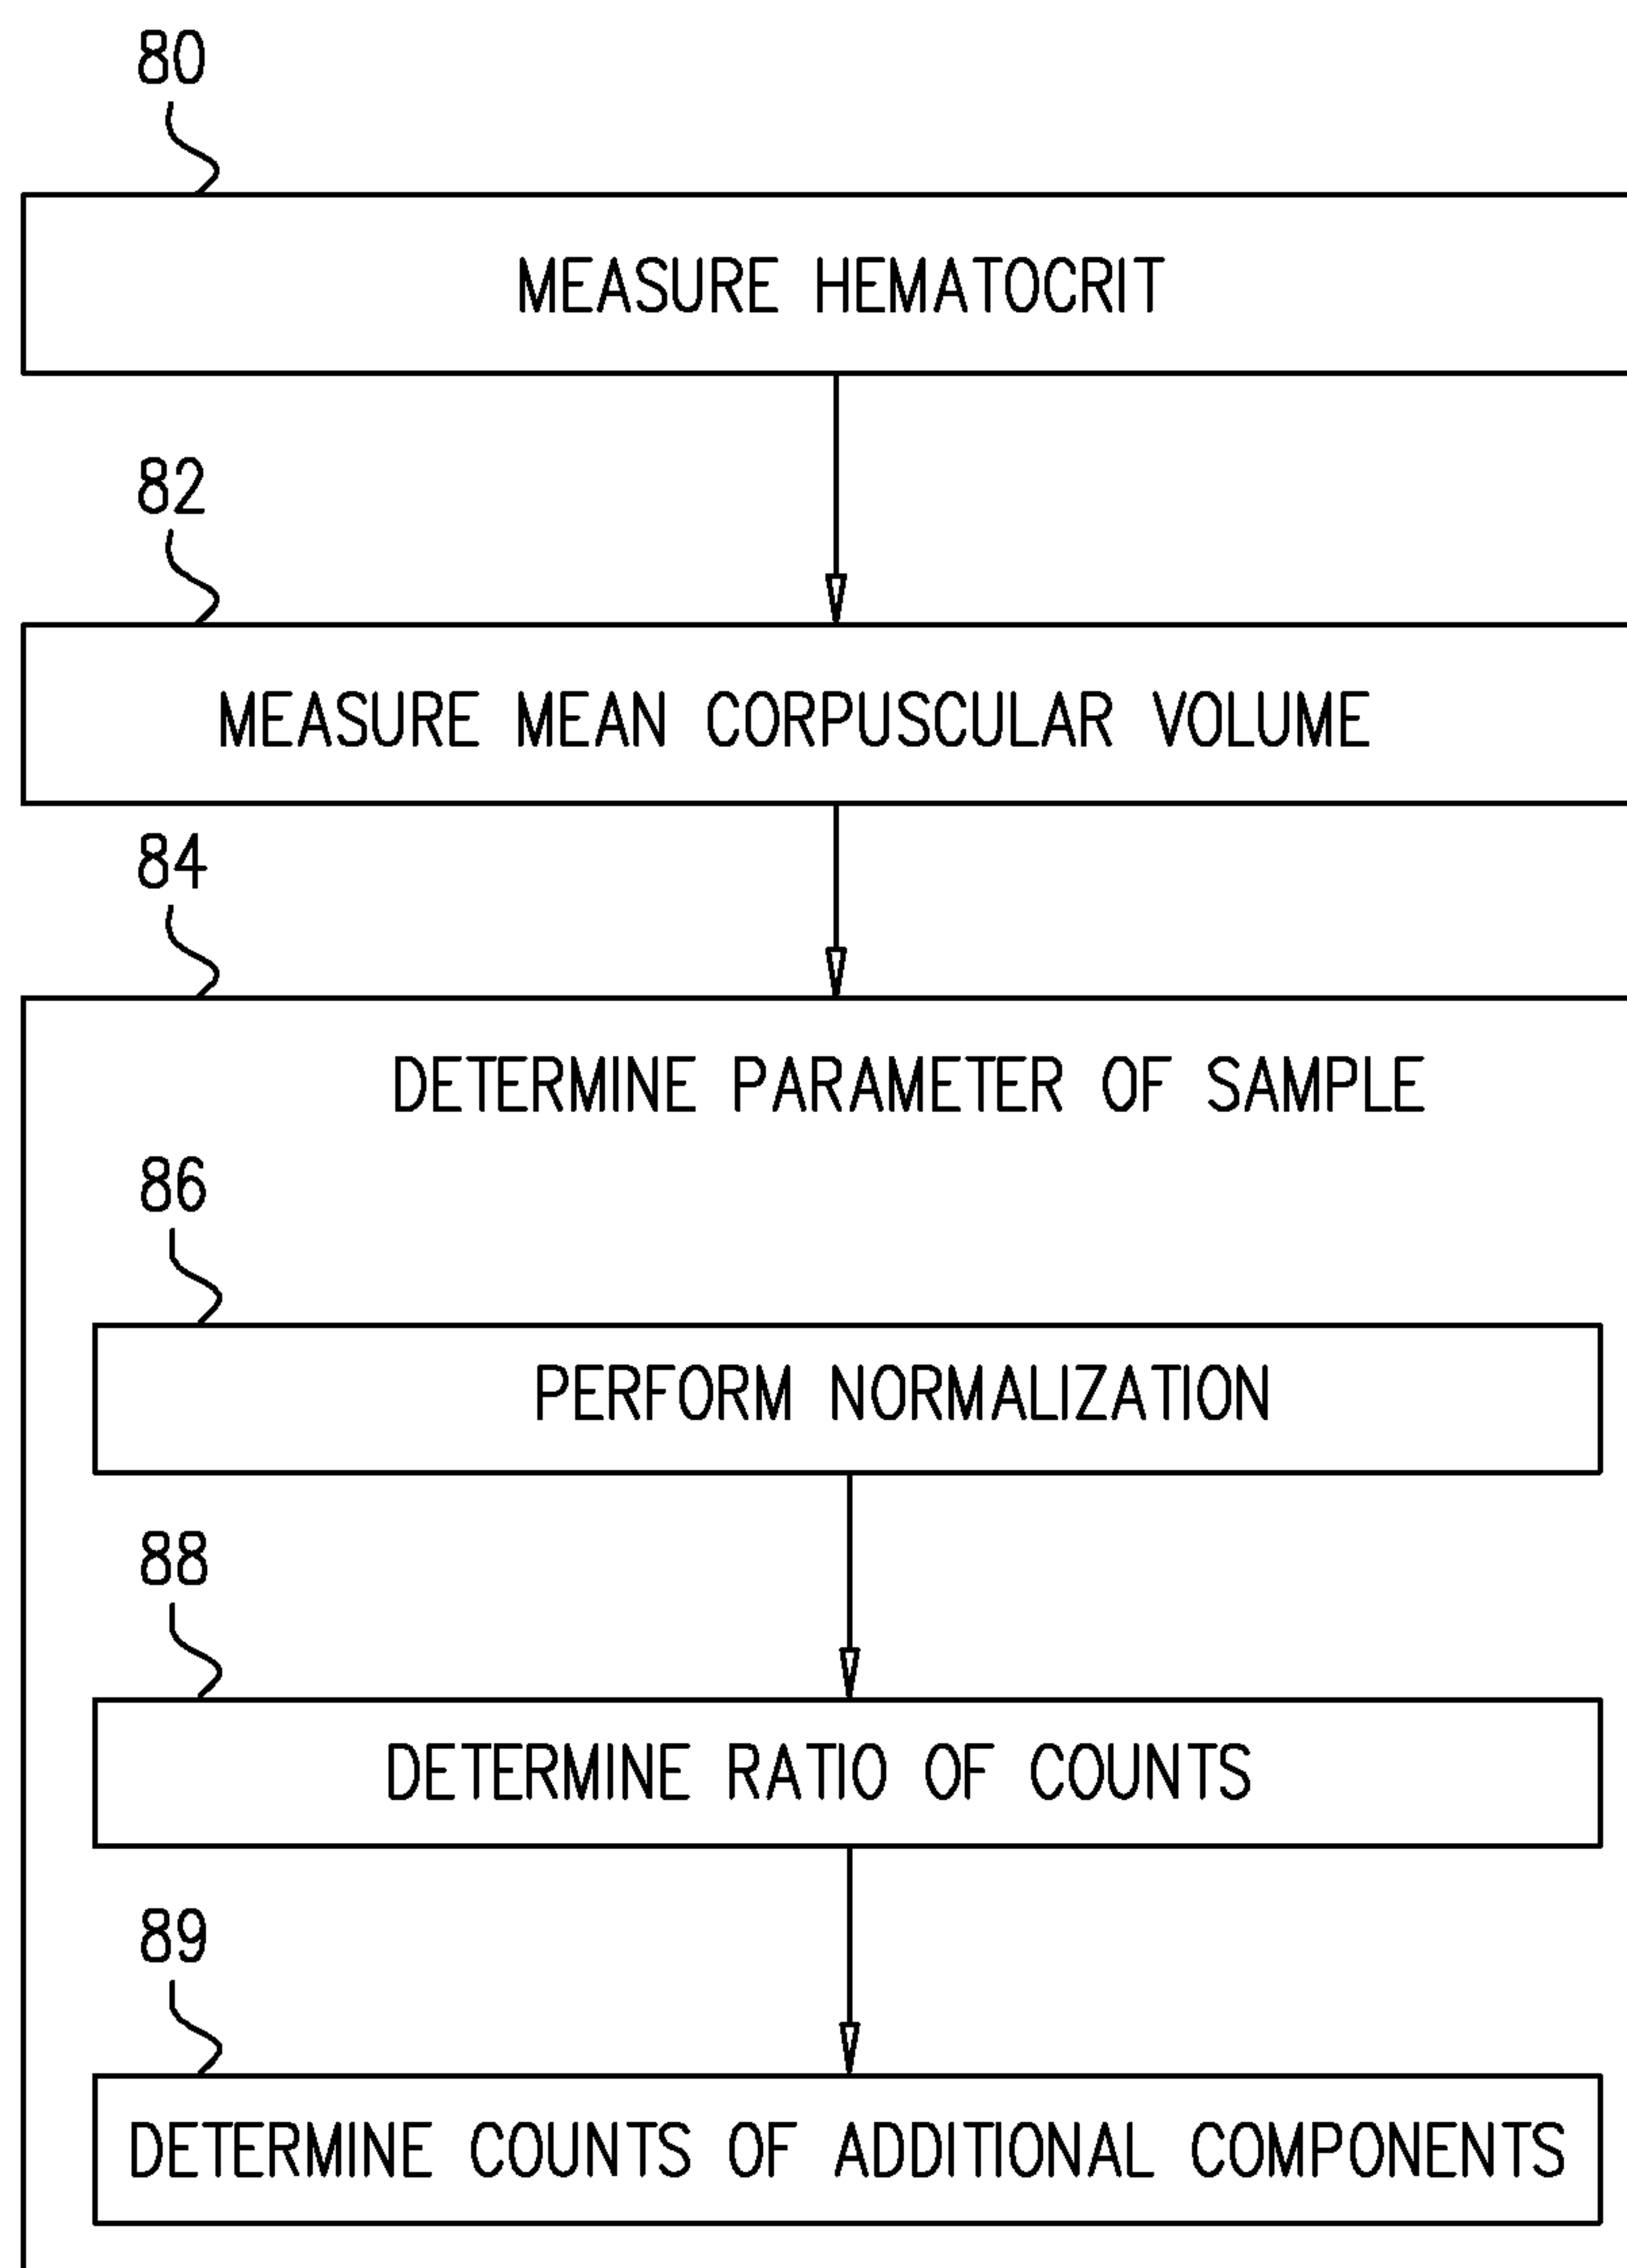 80
MEASURE HEMATOCRIT
82
MEASURE MEAN CORPUSCULAR VOLUME
84
DETERMINE PARAMETER OF SAMPLE
86
PERFORM NORMALIZATION
88
DETERMINE RATIO OF COUNTS
89
DETERMINE COUNTS OF ADDITIONAL COMPONENTS